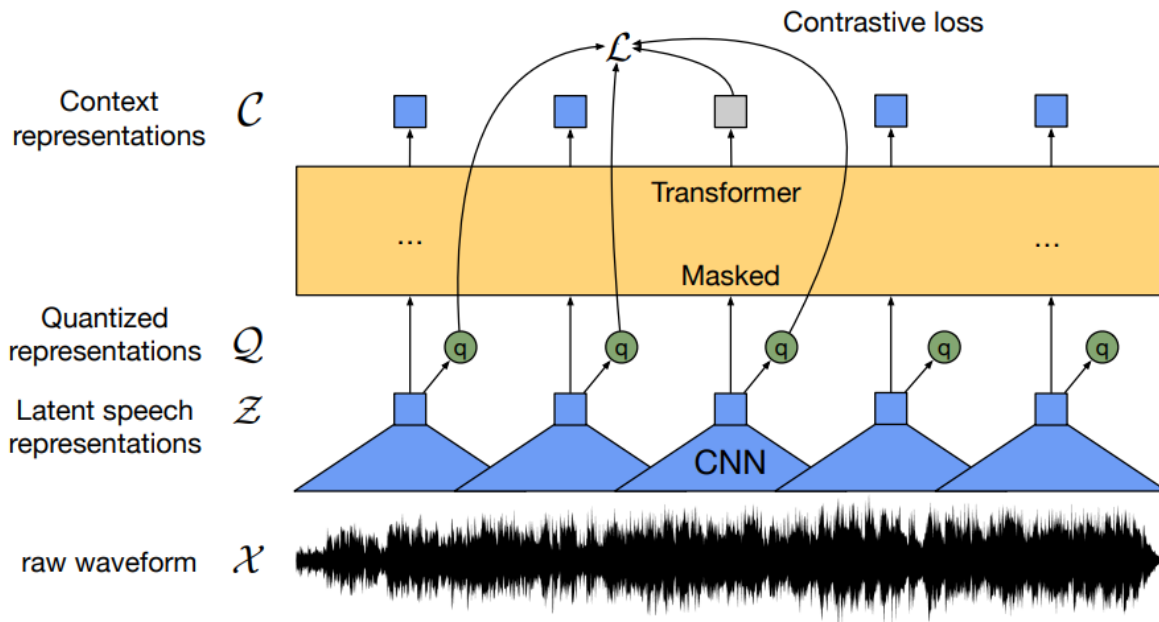 Contrastive loss
ℒ
Context
representations 𝒞
Transformer
... ...
Masked
Quantized
representations 𝒬
q q q q q
Latent speech
representations 𝒵
CNN
raw waveform 𝒳